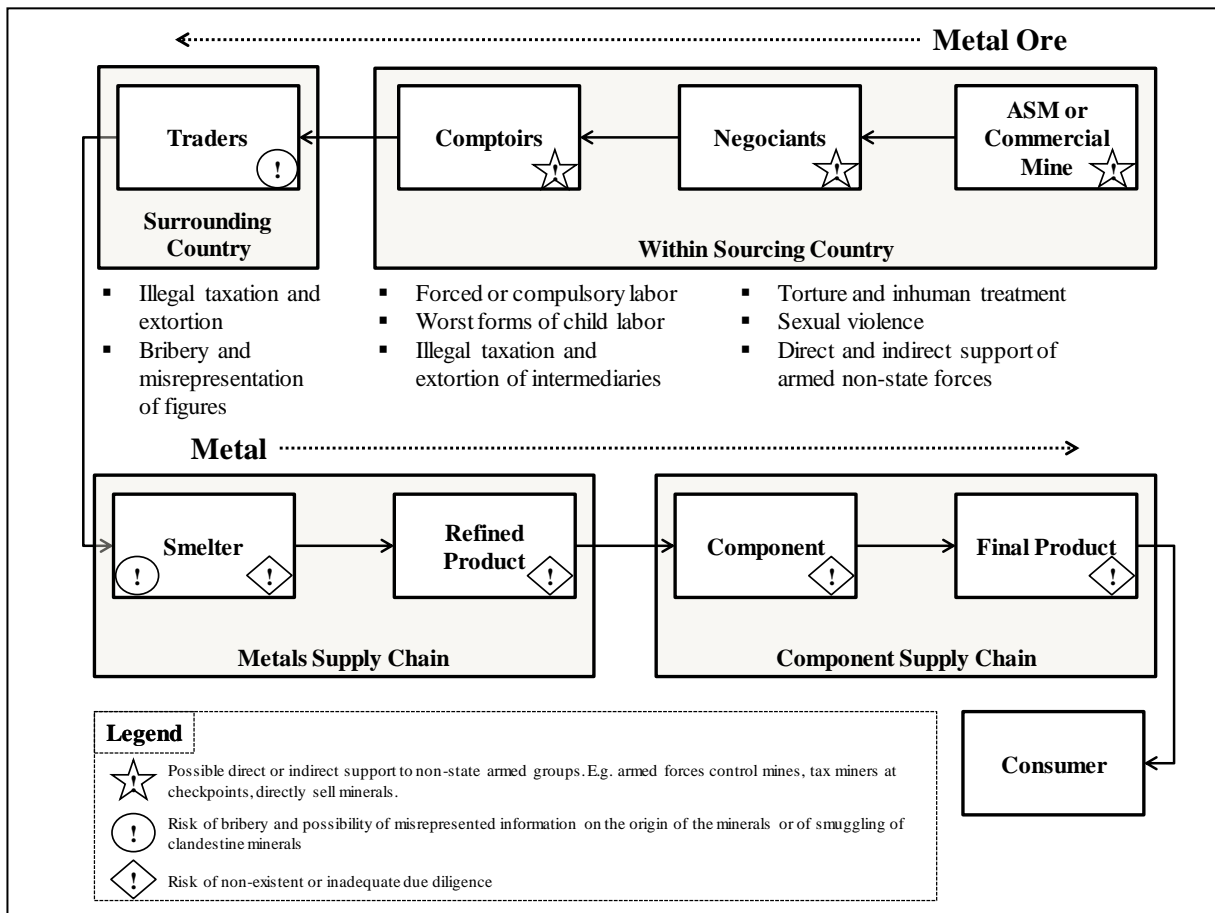 Metal Ore
Traders
!
Comptoirs
!
Negociants
!
ASM or
Commercial
Mine
!
Surrounding
Country
Within Sourcing Country
▪ Illegal taxation and
extortion
▪ Bribery and
misrepresentation
of figures
▪ Forced or compulsory labor
▪ Worst forms of child labor
▪ Illegal taxation and
extortion of intermediaries
▪ Torture and inhuman treatment
▪ Sexual violence
▪ Direct and indirect support of
armed non-state forces
Metal
Smelter
! !
Refined
Product
!
Component
!
Final Product
!
Metals Supply Chain
Component Supply Chain
Legend
! Possible direct or indirect support to non-state armed groups. E.g. armed forces control mines, tax miners at
checkpoints, directly sell minerals.
! Risk of bribery and possibility of misrepresented information on the origin of the minerals or of smuggling of
clandestine minerals
! Risk of non-existent or inadequate due diligence
Consumer